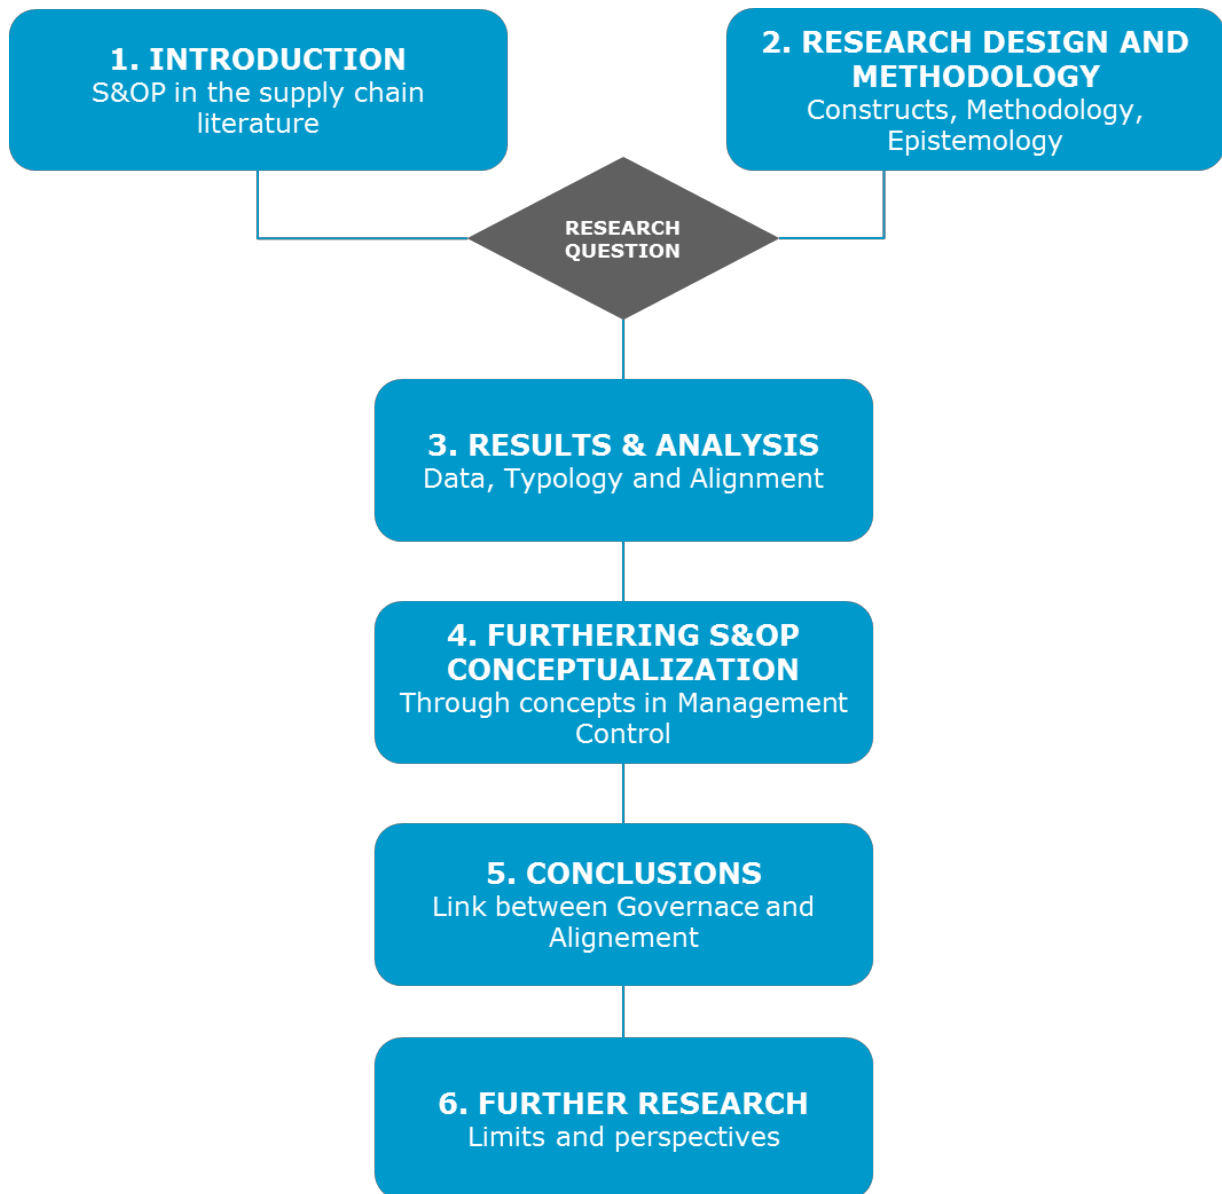 1. INTRODUCTION
S&OP in the supply chain
literature
2. RESEARCH DESIGN AND
METHODOLOGY
Constructs, Methodology,
Epistemology
RESEARCH
QUESTION
3. RESULTS & ANALYSIS
Data, Typology and Alignment
4. FURTHERING S&OP
CONCEPTUALIZATION
Through concepts in Management
Control
5. CONCLUSIONS
Link between Governace and
Alignement
6. FURTHER RESEARCH
Limits and perspectives